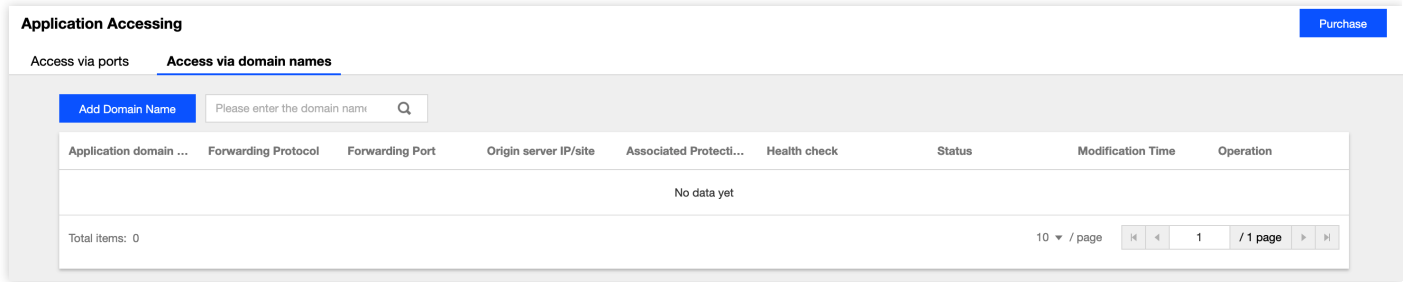 Application Accessing
Purchase
Access via ports Access via domain names
Add Domain Name Please enter the domain name
Application domain ... Forwarding Protocol Forwarding Port Origin server IP/site Associated Protecti... Health check Status Modification Time Operation
No data yet
Total items: 0 10 / page 1 / 1 page